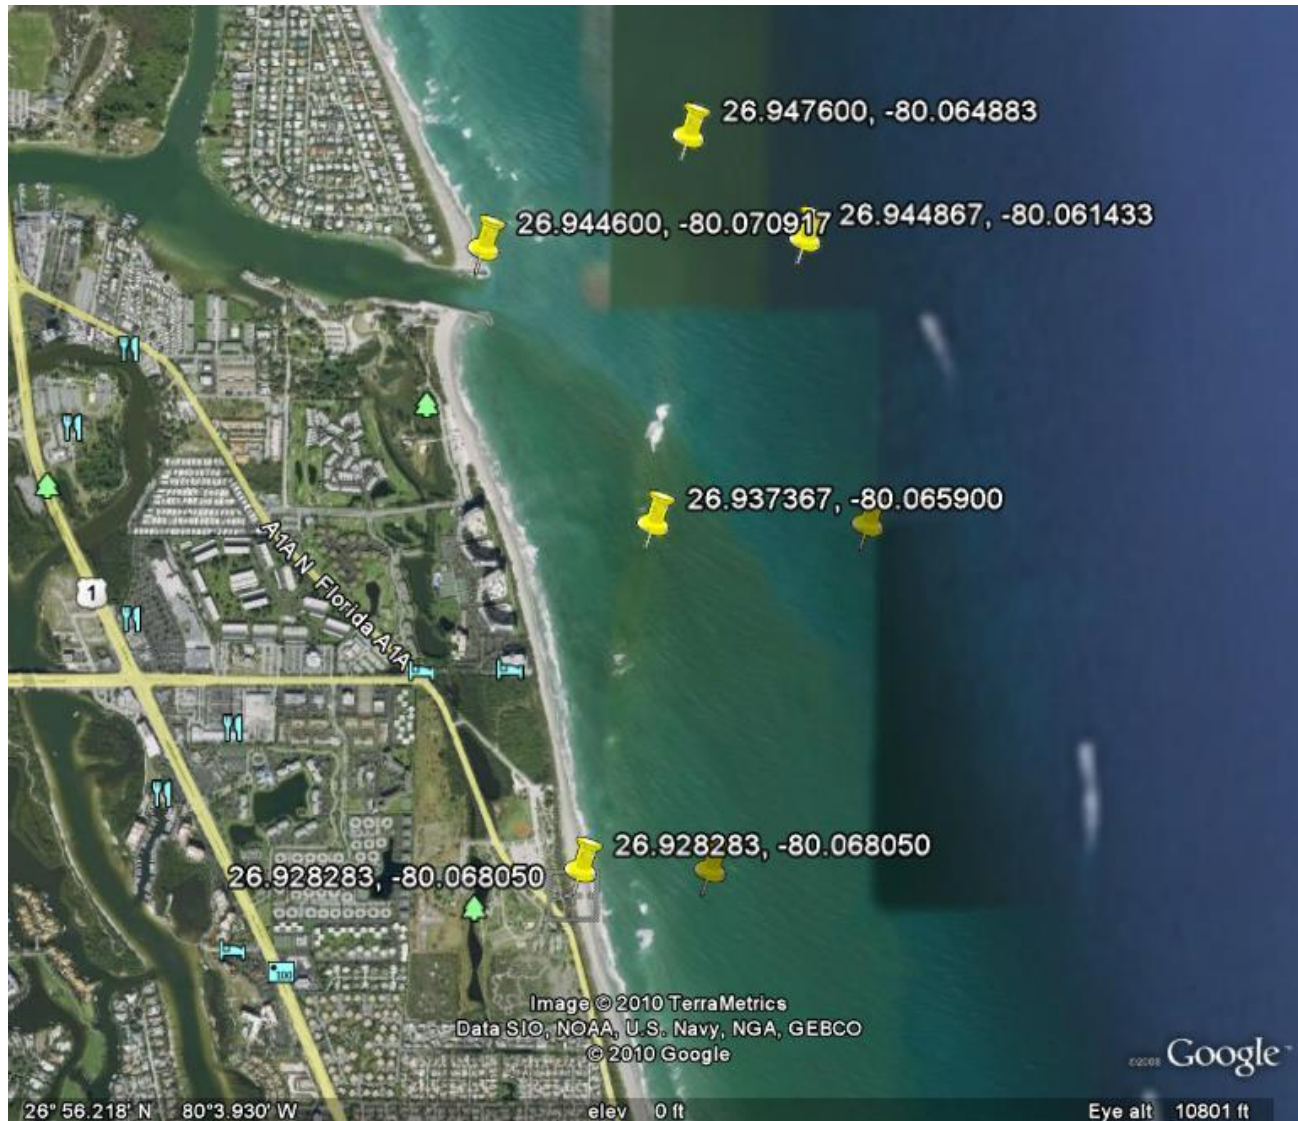 26.947600, -80.064883
26.944600, -80.070917
26.944867, -80.061433
26.937367, -80.065900
1
A1A N Florida A1A
26.928283, -80.068050
26.928283, -80.068050
100
Image © 2010 TerraMetrics
Data SIO, NOAA, U.S. Navy, NGA, GEBCO
© 2010 Google
©2009 Google
26° 56.218' N 80°3.930' W elev 0 ft Eye alt 10801 ft